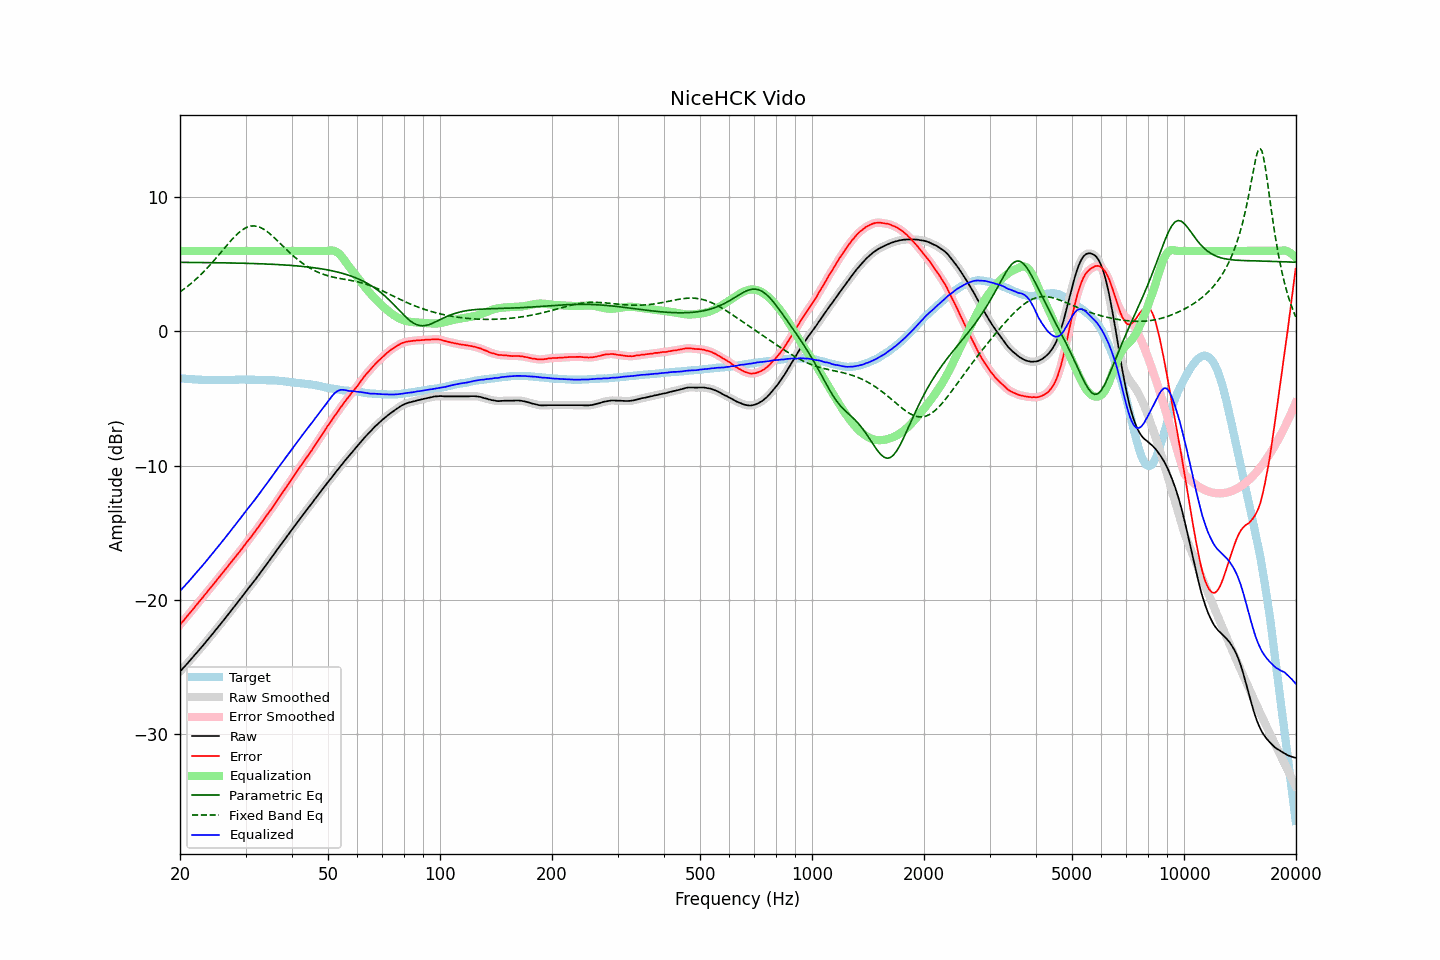 NiceHCK Vido
10
0
−10
−20
−30
Amplitude (dBr)
Target
Raw Smoothed
Error Smoothed
Raw
Error
Equalization
Parametric Eq
Fixed Band Eq
Equalized
20 50 100 200 500 1000 2000 5000 10000 20000
Frequency (Hz)